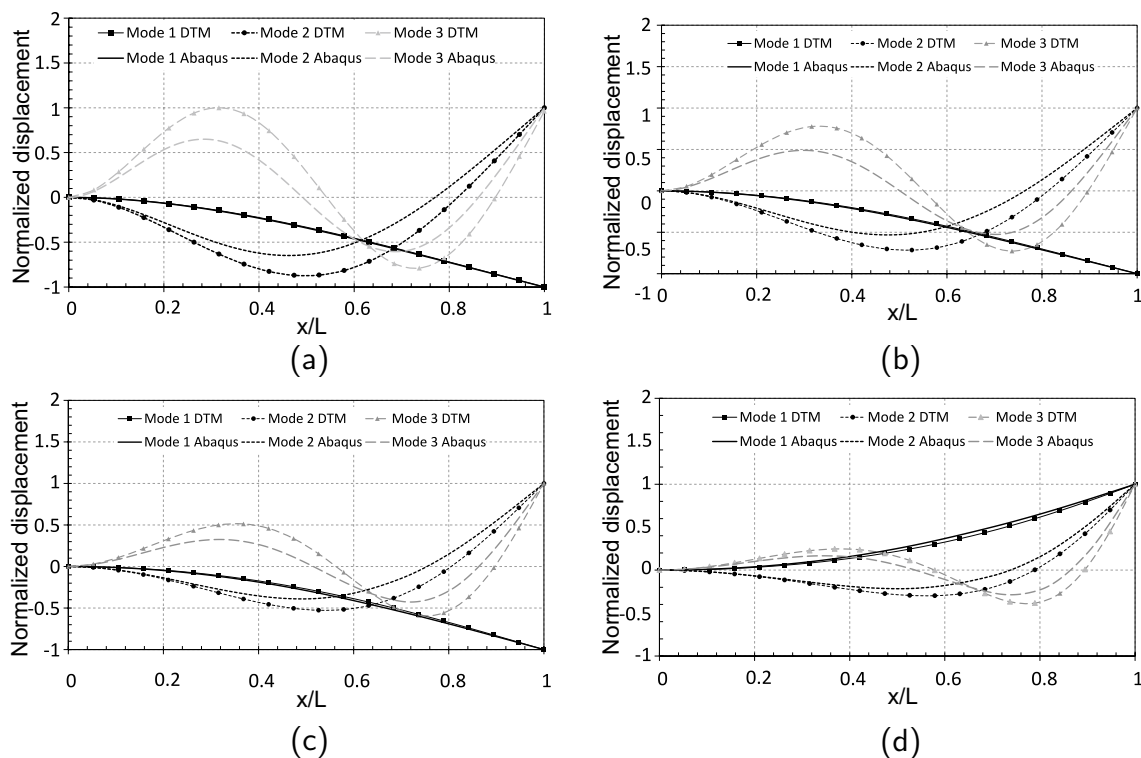 2
1.5
1
0.5
0
-0.5
-1
Normalized displacement
Mode 1 DTM Mode 2 DTM Mode 3 DTM
Mode 1 Abaqus Mode 2 Abaqus Mode 3 Abaqus
0 0.2 0.4 0.6 0.8 1
x/L
(a)
2
1.5
1
0.5
0
0.5
-1
Normalized displacement
Mode 1 DTM Mode 2 DTM Mode 3 DTM
Mode 1 Abaqus Mode 2 Abaqus Mode 3 Abaqus
0 0.2 0.4 0.6 0.8 1
x/L
(b)
2
1.5
1
0.5
0
-0.5
-1
Normalized displacement
Mode 1 DTM Mode 2 DTM Mode 3 DTM
Mode 1 Abaqus Mode 2 Abaqus Mode 3 Abaqus
0 0.2 0.4 0.6 0.8 1
x/L
(c)
2
1.5
1
0.5
0
-0.5
-1
Normalized displacement
Mode 1 DTM Mode 2 DTM Mode 3 DTM
Mode 1 Abaqus Mode 2 Abaqus Mode 3 Abaqus
0 0.2 0.4 0.6 0.8 1
x/L
(d)